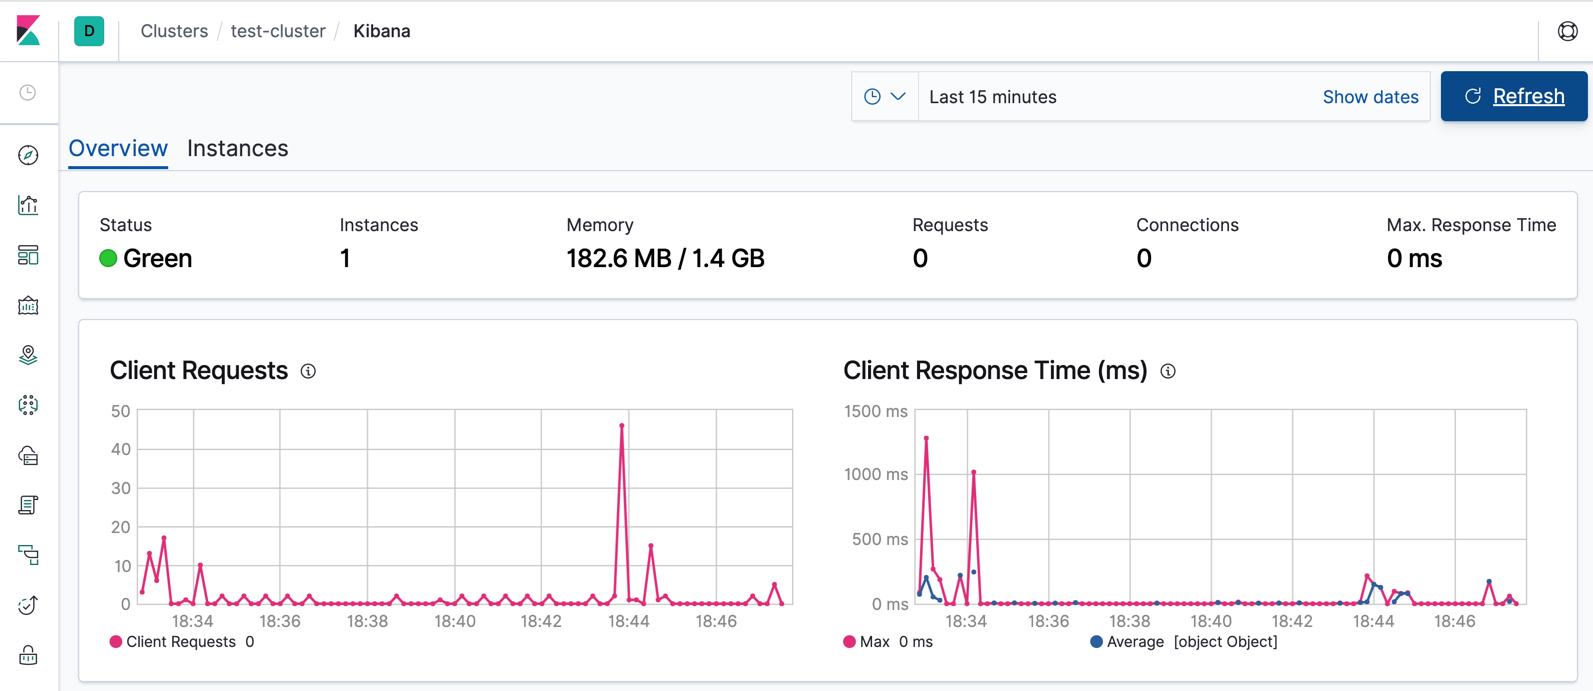 D Clusters / test-cluster / Kibana
Last 15 minutes Show dates Refresh
Overview Instances
Status Instances Memory Requests Connections Max. Response Time
Green 1 182.6 MB / 1.4 GB 0 0 0 ms
Client Requests
50
40
30
20
10
0
18:34 18:36 18:38 18:40 18:42 18:44 18:46
Client Requests 0
Client Response Time (ms)
1500 ms
1000 ms
500 ms
0 ms
18:34 18:36 18:38 18:40 18:42 18:44 18:46
Max 0 ms Average [object Object]